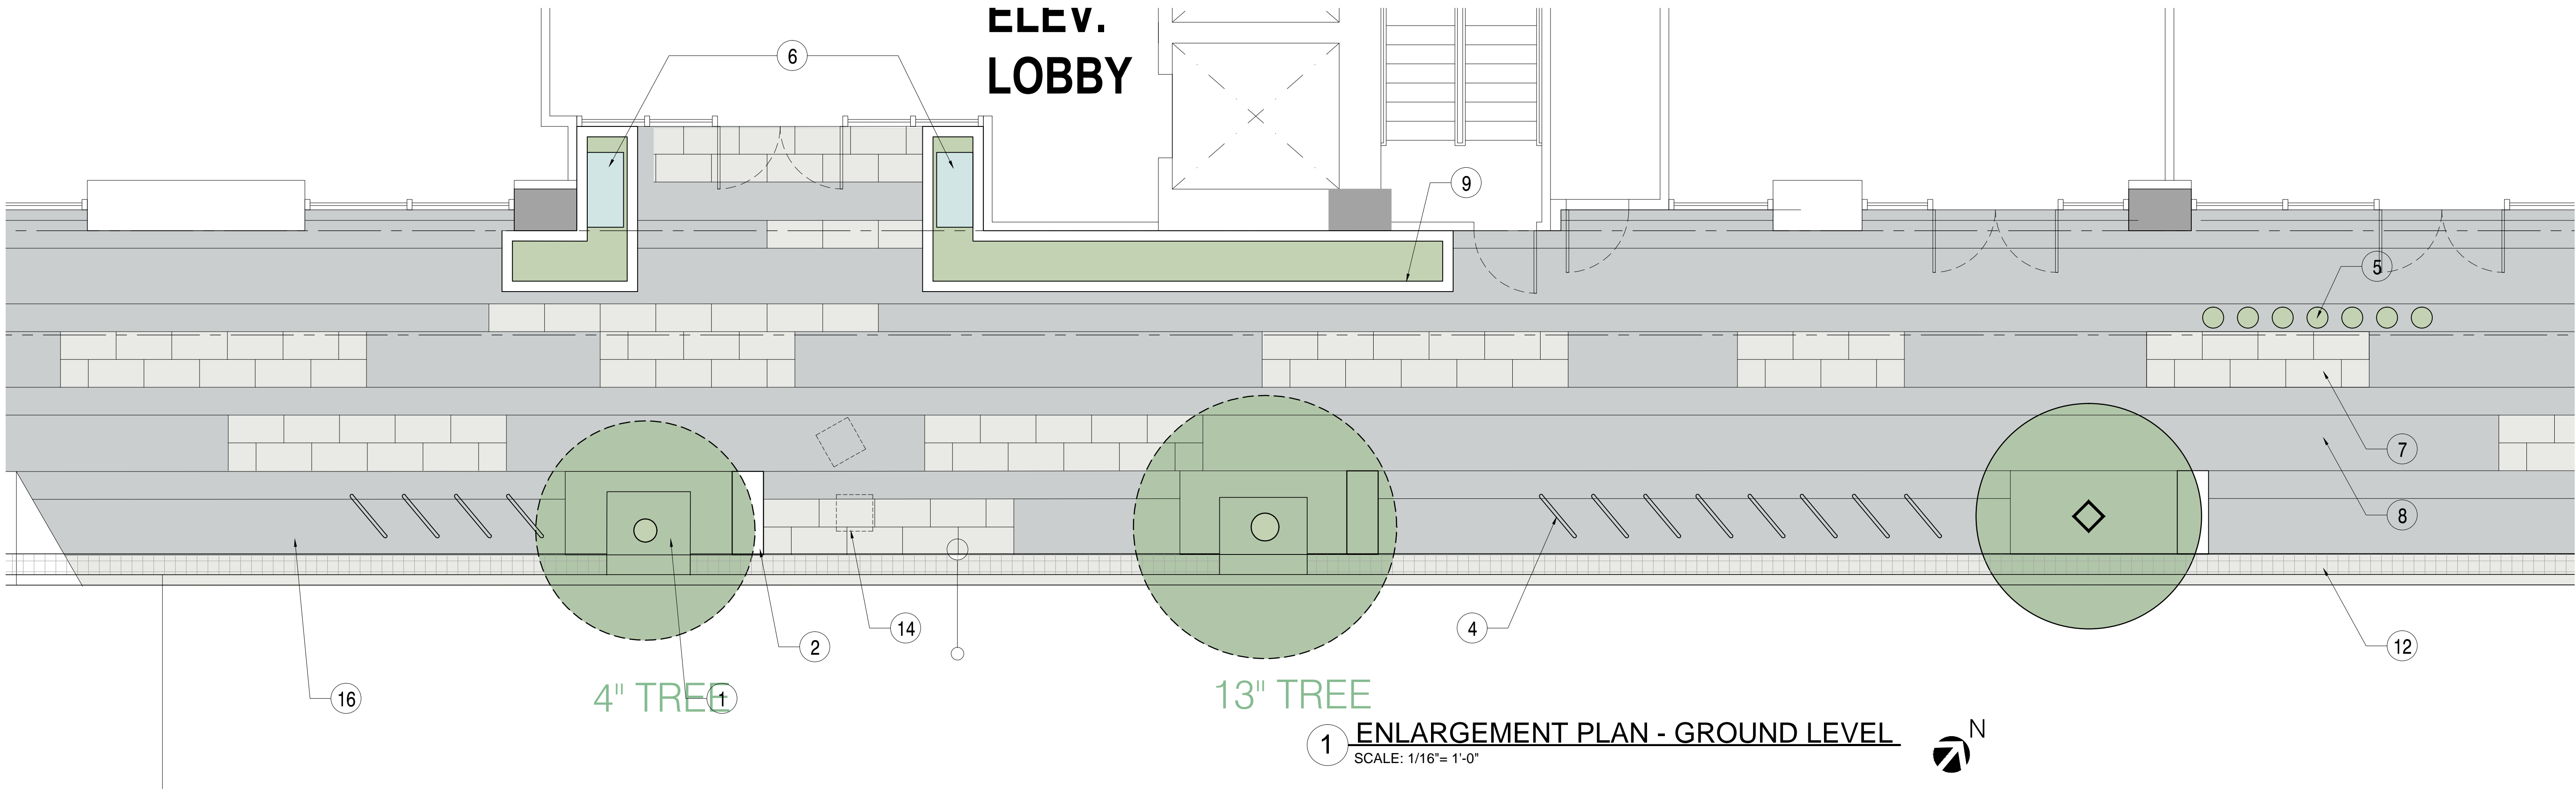 ELEV.
LOBBY
6
9
5
7
8
14
2
4
12
16
1
4" TREE
13" TREE
1 ENLARGEMENT PLAN - GROUND LEVEL
SCALE: 1/16"= 1'-0"
N